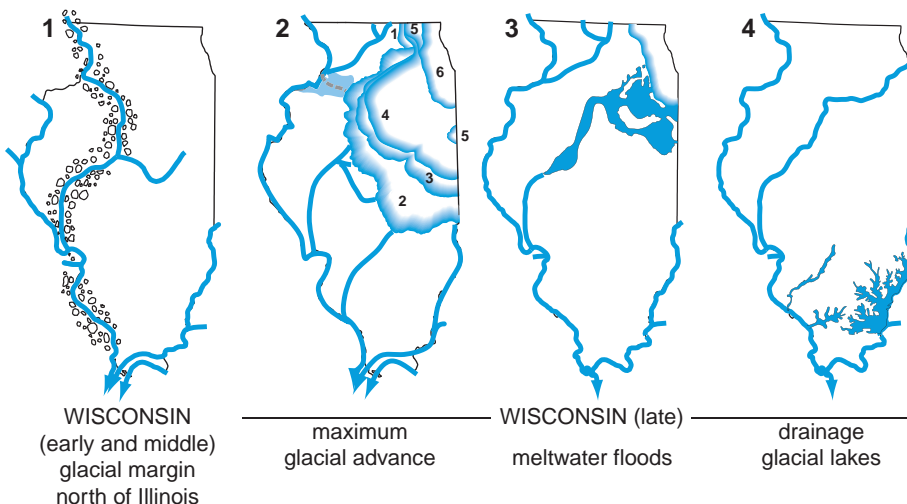 1
2
3
4
1
5
6
4
5
3
2
WISCONSIN
(early and middle)
glacial margin
north of Illinois
WISCONSIN (late)
maximum
glacial advance
meltwater floods
drainage
glacial lakes